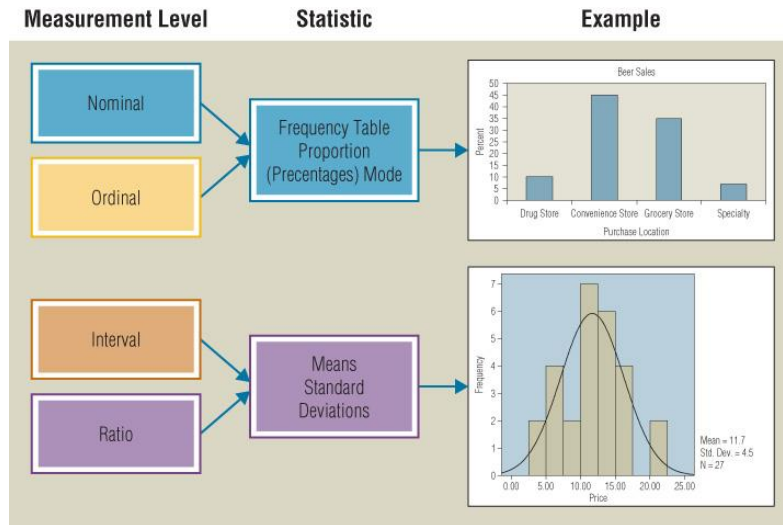 Measurement Level
Statistic
Example
Nominal
Ordinal
Frequency Table
Proportion
(Precentages) Mode
Beer Sales
Percent
50
45
40
35
30
25
20
15
10
5
0
Drug Store
Convenience Store
Grocery Store
Specialty
Purchase Location
Interval
Ratio
Means
Standard
Deviations
Frequency
7
6
5
4
3
2
1
0
0.00
5.00
10.00
15.00
20.00
25.00
Price
Mean = 11.7
Std. Dev. = 4.5
N = 27